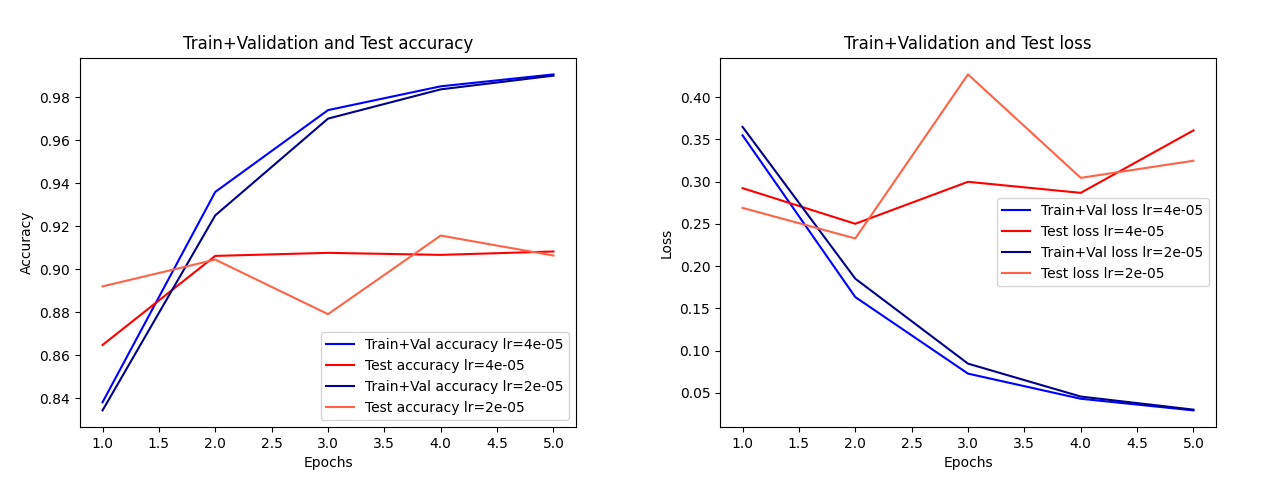 Train+Validation and Test accuracy
Accuracy
0.98
0.96
0.94
0.92
0.90
0.88
0.86
0.84
Train+Val accuracy lr=4e-05
Test accuracy lr=4e-05
Train+Val accuracy lr=2e-05
Test accuracy lr=2e-05
1.0 1.5 2.0 2.5 3.0 3.5 4.0 4.5 5.0
Epochs
Train+Validation and Test loss
Loss
0.40
0.35
0.30
0.25
0.20
0.15
0.10
0.05
Train+Val loss lr=4e-05
Test loss lr=4e-05
Train+Val loss lr=2e-05
Test loss lr=2e-05
1.0 1.5 2.0 2.5 3.0 3.5 4.0 4.5 5.0
Epochs